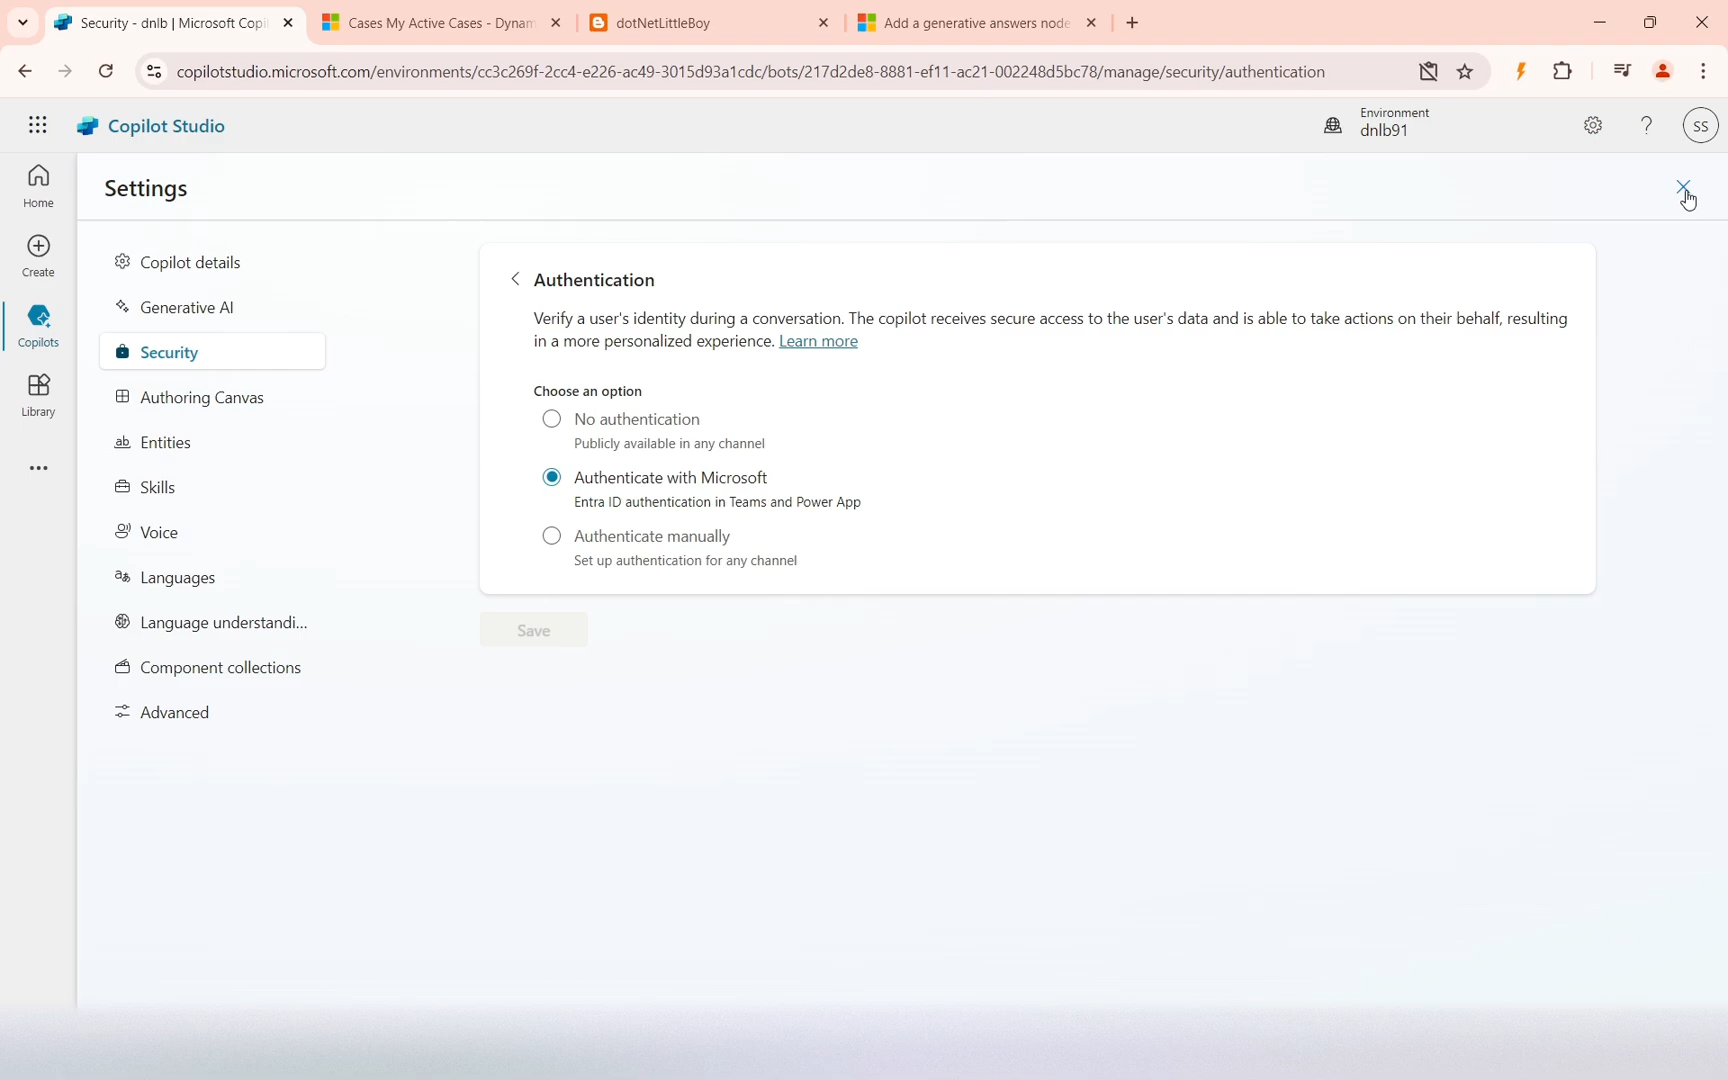 Security - dnlb | Microsoft Copi
Cases My Active Cases - Dynam
dotNetLittleBoy
Add a generative answers node
copilotstudio.microsoft.com/environments/cc3c269f-2cc4-e226-ac49-3015d93a1cdc/bots/217d2de8-8881-ef11-ac21-002248d5bc78/manage/security/authentication
Copilot Studio
Environment
dnlb91
SS
Home
Create
Copilots
Library
Settings
Copilot details
Generative AI
Security
Authoring Canvas
Entities
Skills
Voice
Languages
Language understandi...
Component collections
Advanced
Authentication
Verify a user's identity during a conversation. The copilot receives secure access to the user's data and is able to take actions on their behalf, resulting
in a more personalized experience. Learn more
Choose an option
No authentication
Publicly available in any channel
Authenticate with Microsoft
Entra ID authentication in Teams and Power App
Authenticate manually
Set up authentication for any channel
Save